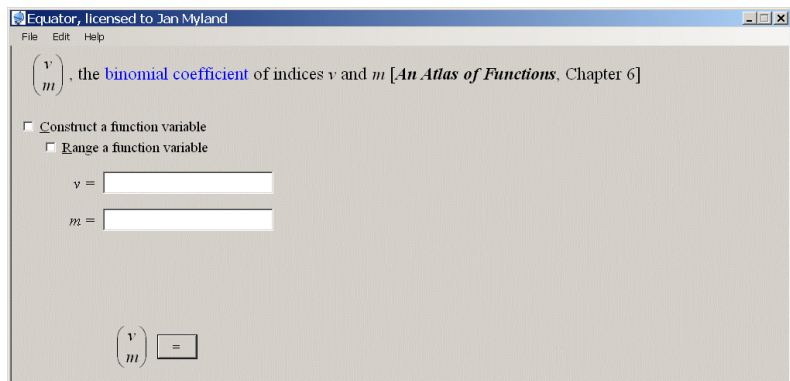 Equator, licensed to Jan Myland
File Edit Help
(v m), the binomial coefficient of indices v and m [An Atlas of Functions, Chapter 6]
Construct a function variable
Range a function variable
v =
m =
(v m) =